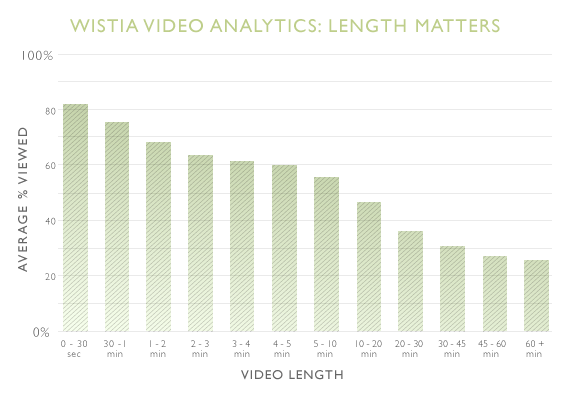 WISTIA VIDEO ANALYTICS: LENGTH MATTERS
100%
80
60
40
20
0%
AVERAGE % VIEWED
0 - 30 sec
30 -1 min
1 - 2 min
2 - 3 min
3 - 4 min
4 - 5 min
5 - 10 min
10 - 20 min
20 - 30 min
30 - 45 min
45 - 60 min
60 + min
VIDEO LENGTH